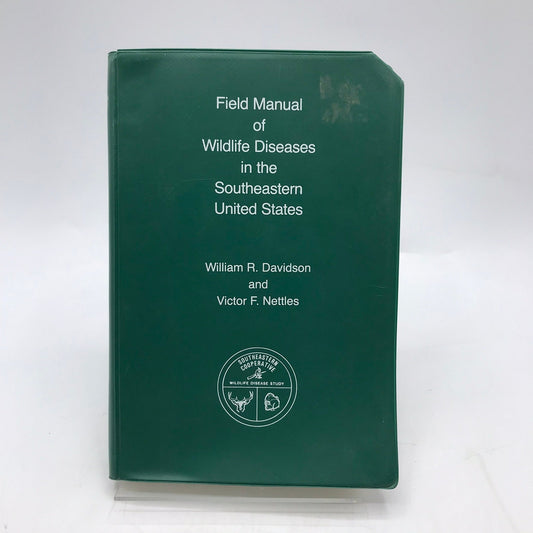 Field Manual
of
Wildlife Diseases
in the
Southeastern
United States
William R. Davidson
and
Victor F. Nettles
SOUTHEASTERN
COOPERATIVE
WILDLIFE DISEASE STUDY